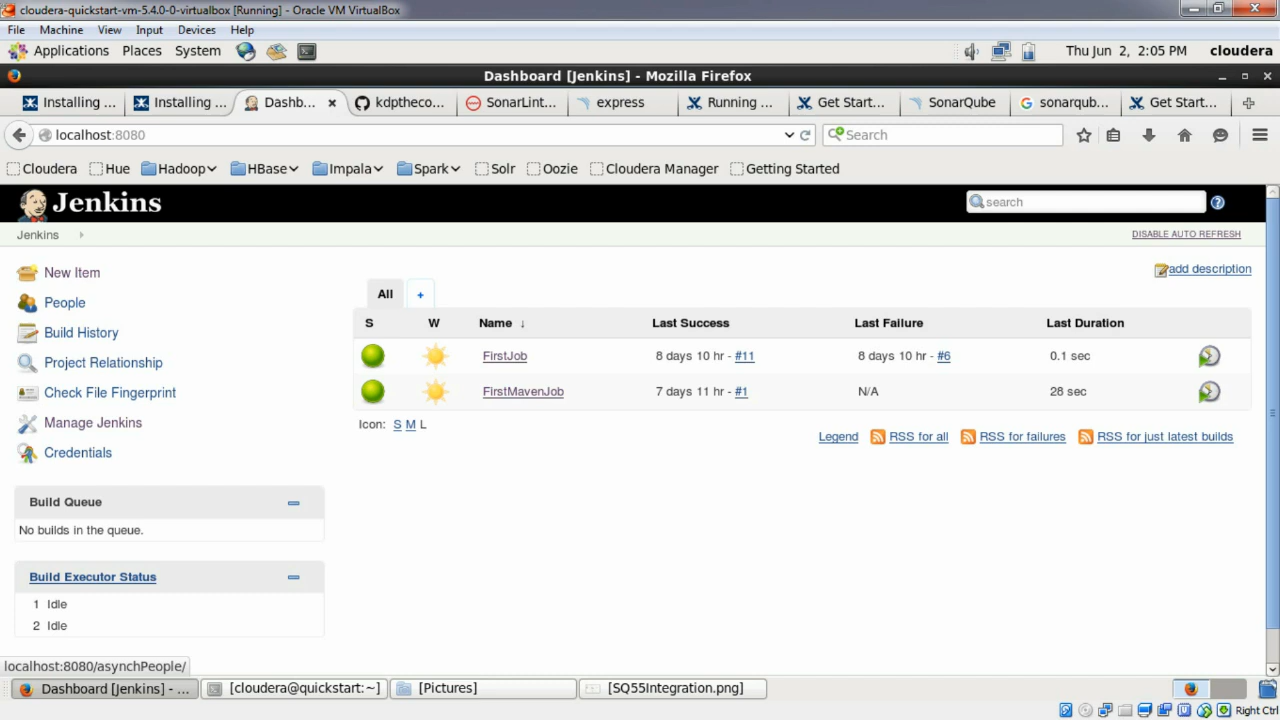 cloudera-quickstart-vm-5.4.0-0-virtualbox [Running] - Oracle VM VirtualBox
File Machine View Input Devices Help
Applications Places System Thu Jun 2, 2:05 PM cloudera
Dashboard [Jenkins] - Mozilla Firefox
Installing ... Installing ... Dashb... kdptheco... SonarLint... express Running ... Get Start... SonarQube sonarqub... Get Start...
localhost:8080 Search
Cloudera Hue Hadoop HBase Impala Spark Solr Oozie Cloudera Manager Getting Started
Jenkins search
Jenkins DISABLE AUTO REFRESH
New Item
People
Build History
Project Relationship
Check File Fingerprint
Manage Jenkins
Credentials
add description
All +
S W Name ↓ Last Success Last Failure Last Duration
FirstJob 8 days 10 hr - #11 8 days 10 hr - #6 0.1 sec
FirstMavenJob 7 days 11 hr - #1 N/A 28 sec
Icon: S M L
Legend RSS for all RSS for failures RSS for just latest builds
Build Queue
No builds in the queue.
Build Executor Status
1 Idle
2 Idle
localhost:8080/asynchPeople/
Dashboard [Jenkins] - ... [cloudera@quickstart:~] [Pictures] [SQ55Integration.png]
Right Ctrl